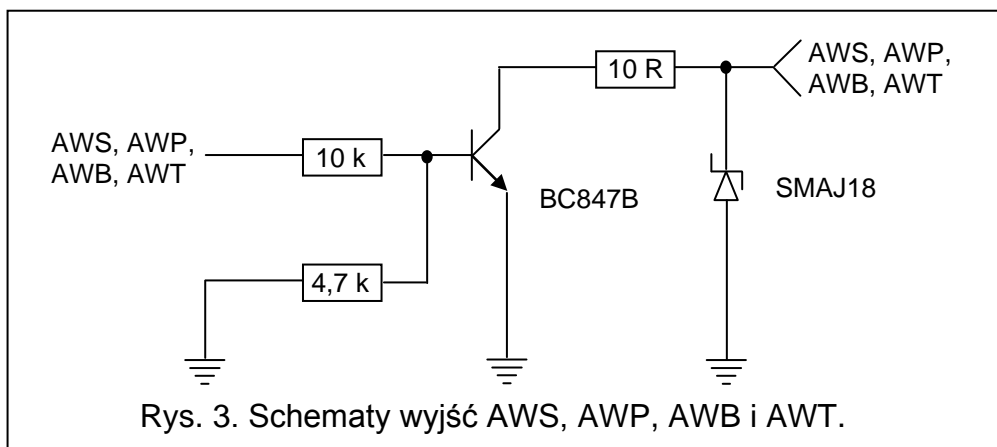 10 R
AWS, AWP,
AWB, AWT
AWS, AWP,
AWB, AWT
10 k
BC847B
SMAJ18
4,7 k
Rys. 3. Schematy wyjść AWS, AWP, AWB i AWT.